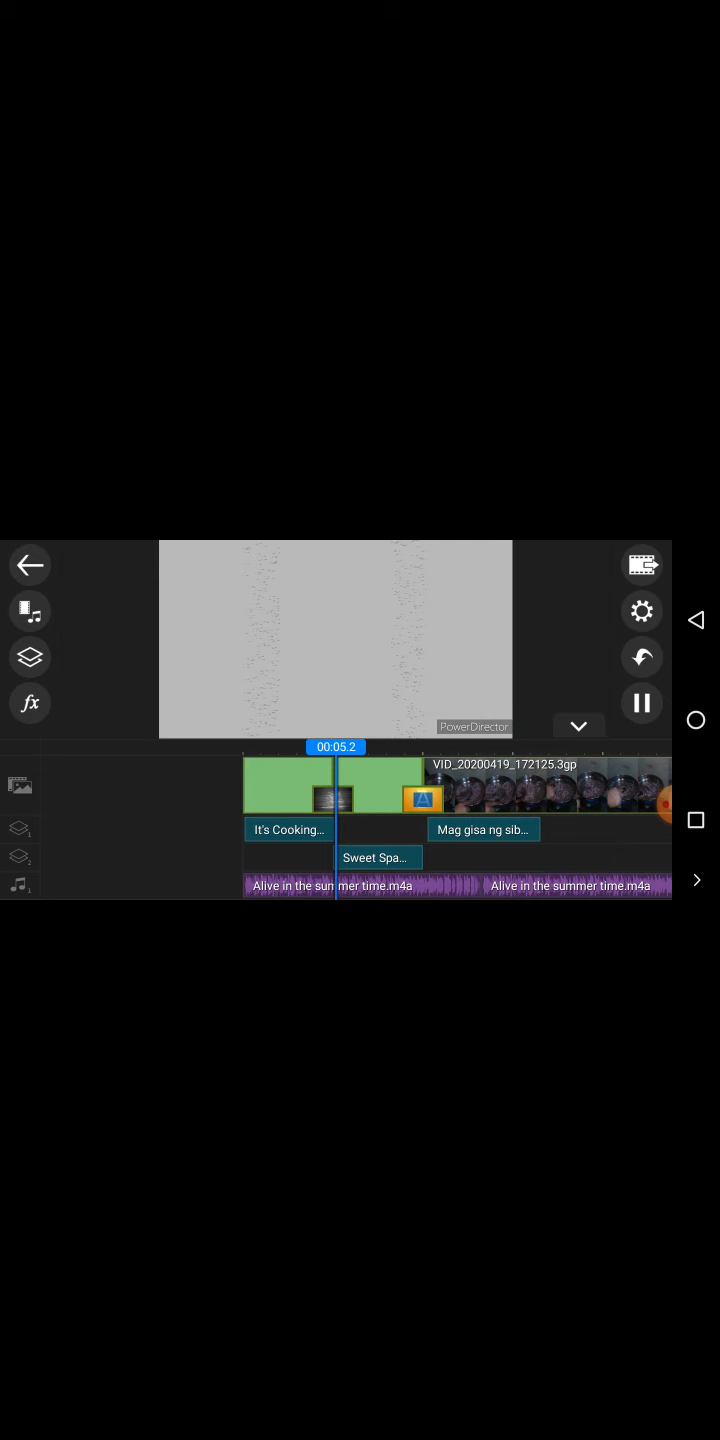 fx
PowerDirector
00:05.2
VID_20200419_172125.3gp
It's Cooking...
Mag gisa ng sib...
Sweet Spa...
Alive in the summer time.m4a
Alive in the summer time.m4a